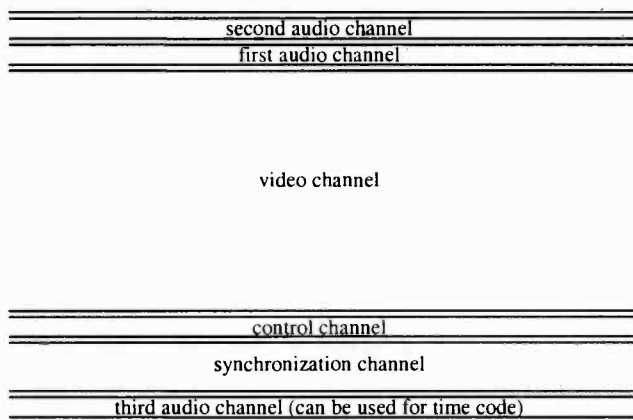 second audio channel
first audio channel
video channel
control channel
synchronization channel
third audio channel (can be used for time code)